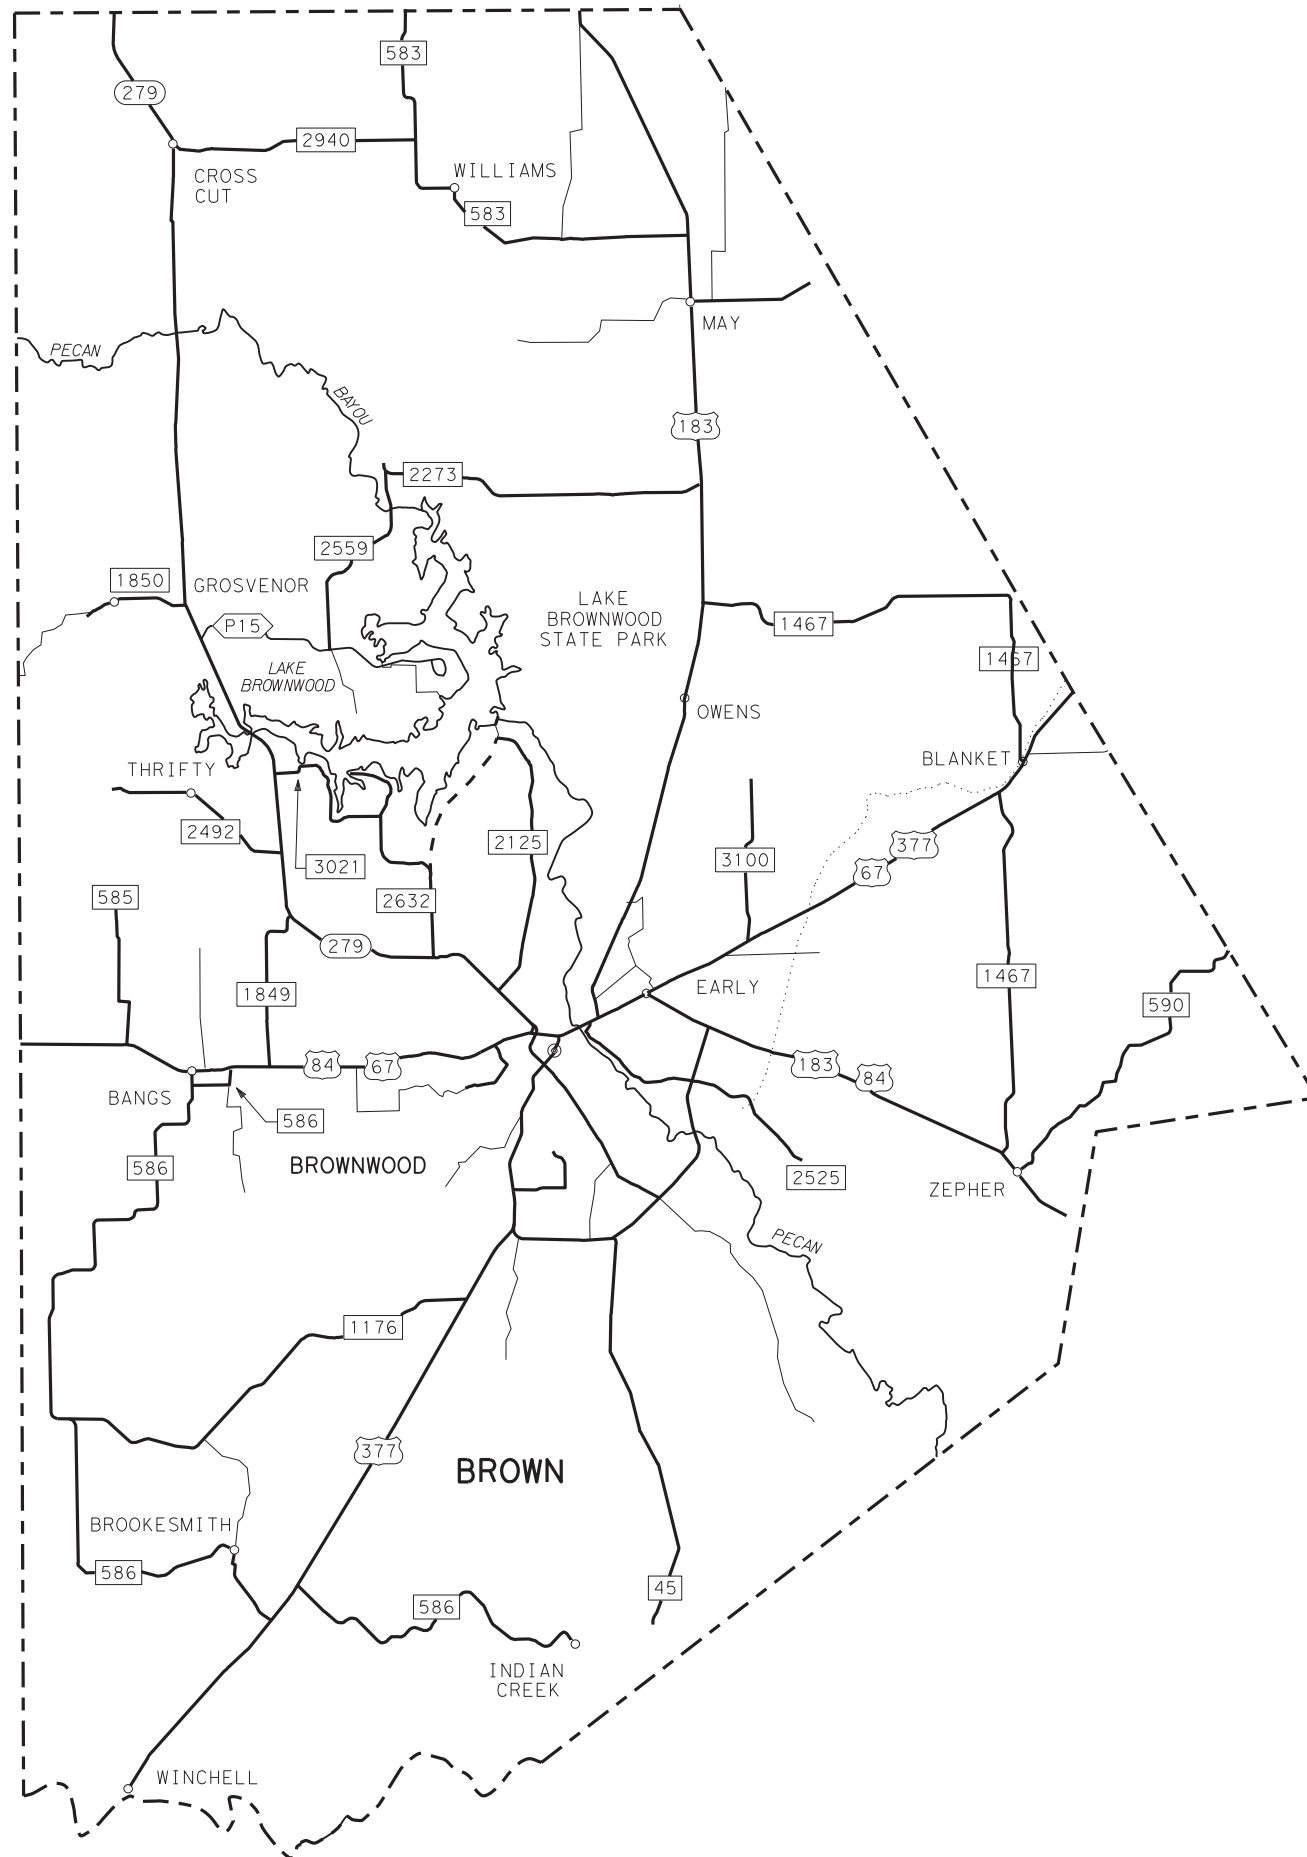 583
279
2940
WILLIAMS
CROSS
CUT
583
MAY
PECAN
BAYOU
183
2273
2559
1850
GROSVENOR
LAKE
BROWNWOOD
STATE PARK
P15
1467
1467
LAKE
BROWNWOOD
OWENS
BLANKET
THRIFTY
2492
2125
377
3100
3021
67
585
2632
279
1467
EARLY
1849
590
84
67
183
84
BANGS
586
BROWNWOOD
586
2525
ZEPHER
PECAN
1176
377
BROWN
BROOKESMITH
586
45
586
INDIAN
CREEK
WINCHELL